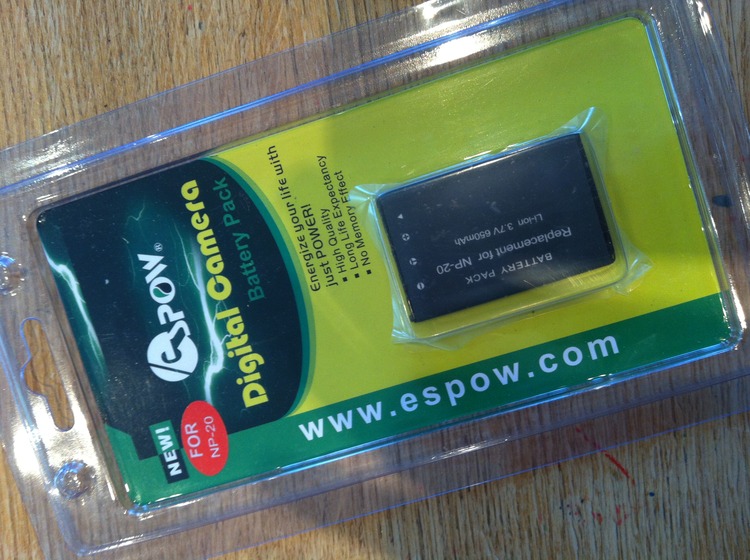 NEW!
FOR
NP-20
ESPOW®
Digital Camera
Battery Pack
Energize your life with
just POWER!
High Quality
Long Life Expectancy
No Memory Effect
BATTERY PACK
Replacement for NP-20
Li-ion 3.7V 650mAh
www.espow.com